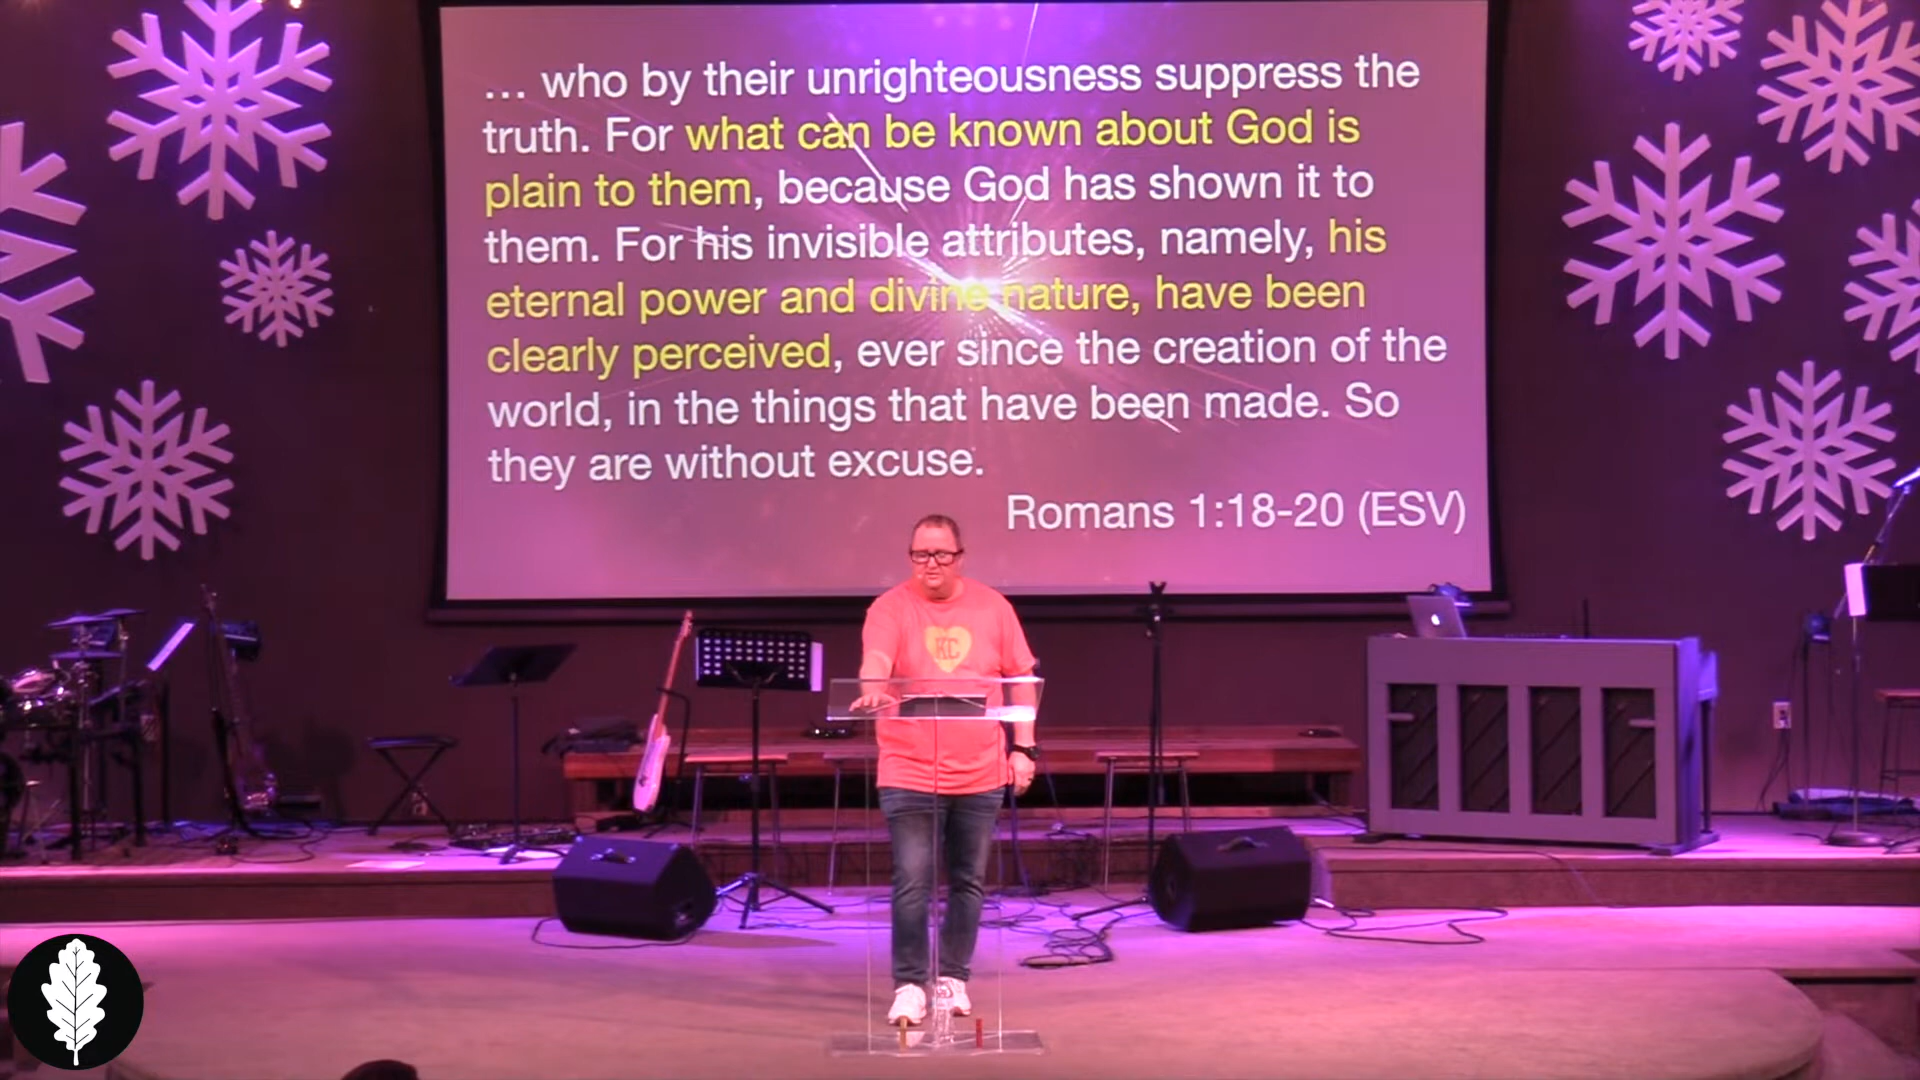 ... who by their unrighteousness suppress the
truth. For what can be known about God is
plain to them, because God has shown it to
them. For his invisible attributes, namely, his
eternal power and divine nature, have been
clearly perceived, ever since the creation of the
world, in the things that have been made. So
they are without excuse.
Romans 1:18-20 (ESV)
KC